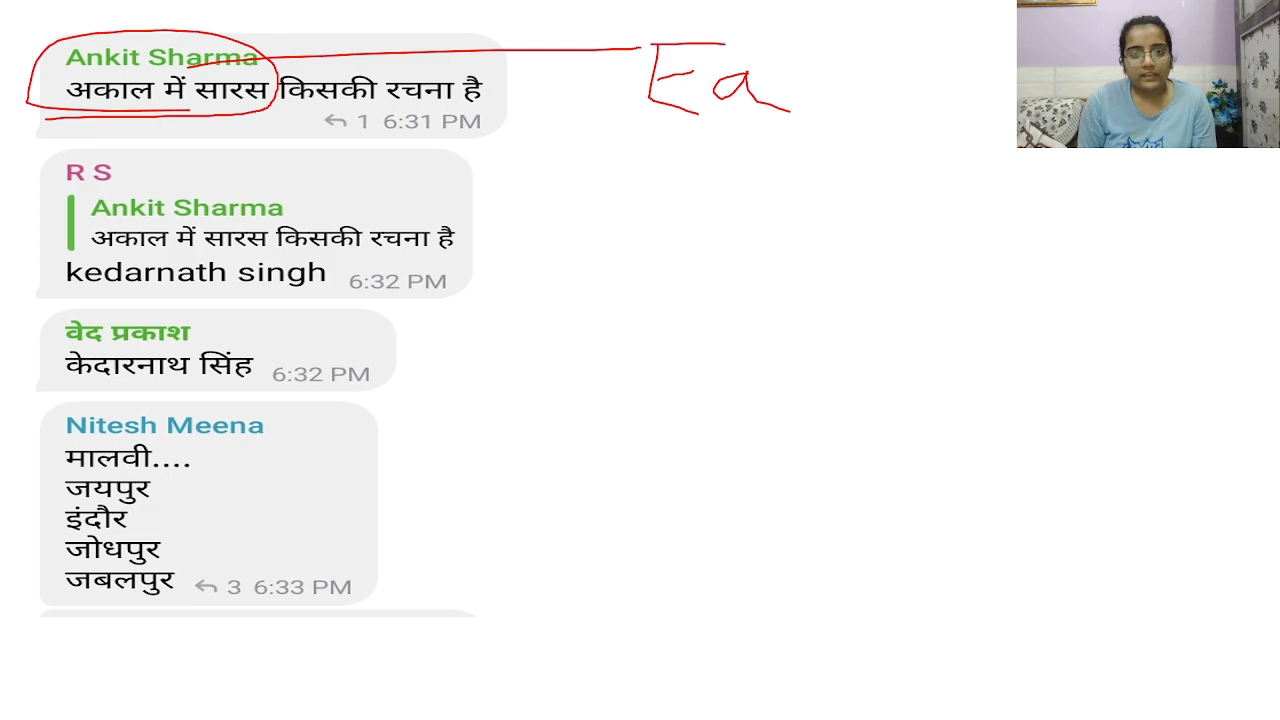 Ankit Sharma
अकाल में सारस किसकी रचना है
1 6:31 PM
Ea
R S
Ankit Sharma
अकाल में सारस किसकी रचना है
kedarnath singh 6:32 PM
वेद प्रकाश
केदारनाथ सिंह 6:32 PM
Nitesh Meena
मालवी....
जयपुर
इंदौर
जोधपुर
जबलपुर 3 6:33 PM